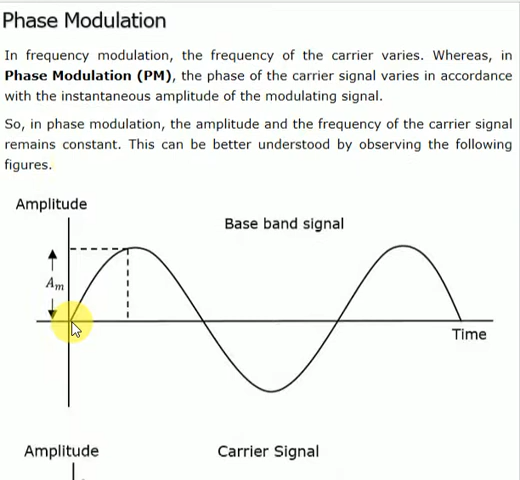 Phase Modulation
In frequency modulation, the frequency of the carrier varies. Whereas, in
Phase Modulation (PM), the phase of the carrier signal varies in accordance
with the instantaneous amplitude of the modulating signal.
So, in phase modulation, the amplitude and the frequency of the carrier signal
remains constant. This can be better understood by observing the following
figures.
Amplitude
Base band signal
Am
Time
Amplitude
Carrier Signal